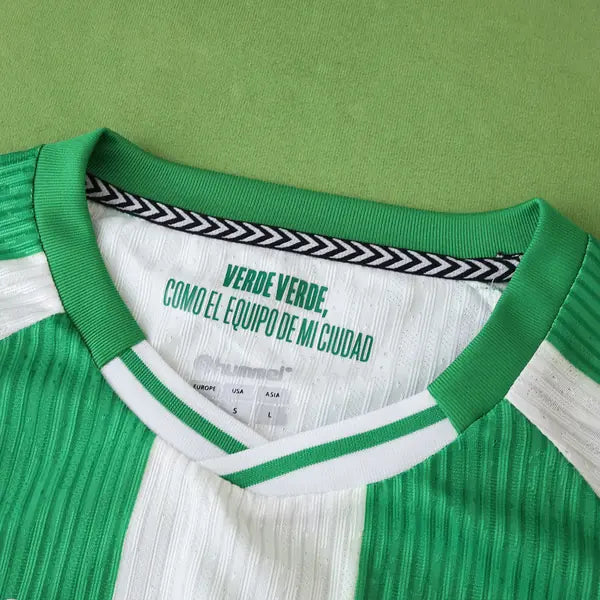 VERDE VERDE,
COMO EL EQUIPO DE MI CIUDAD
hummel
EUROPE USA ASIA
S L